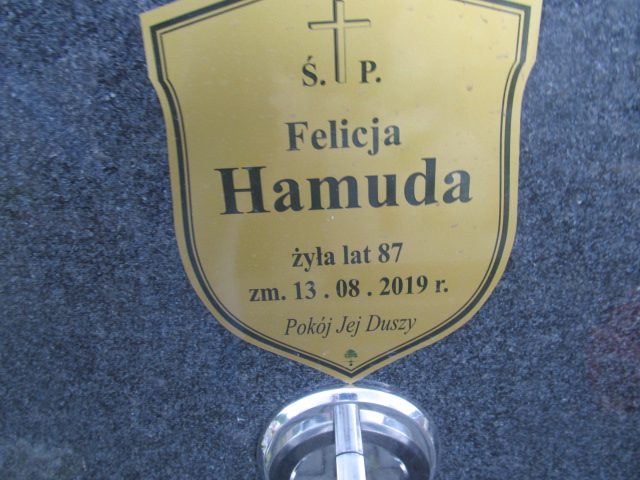 Ś. P.
Felicja
Hamuda
żyła lat 87
zm. 13 . 08 . 2019 r.
Pokój Jej Duszy